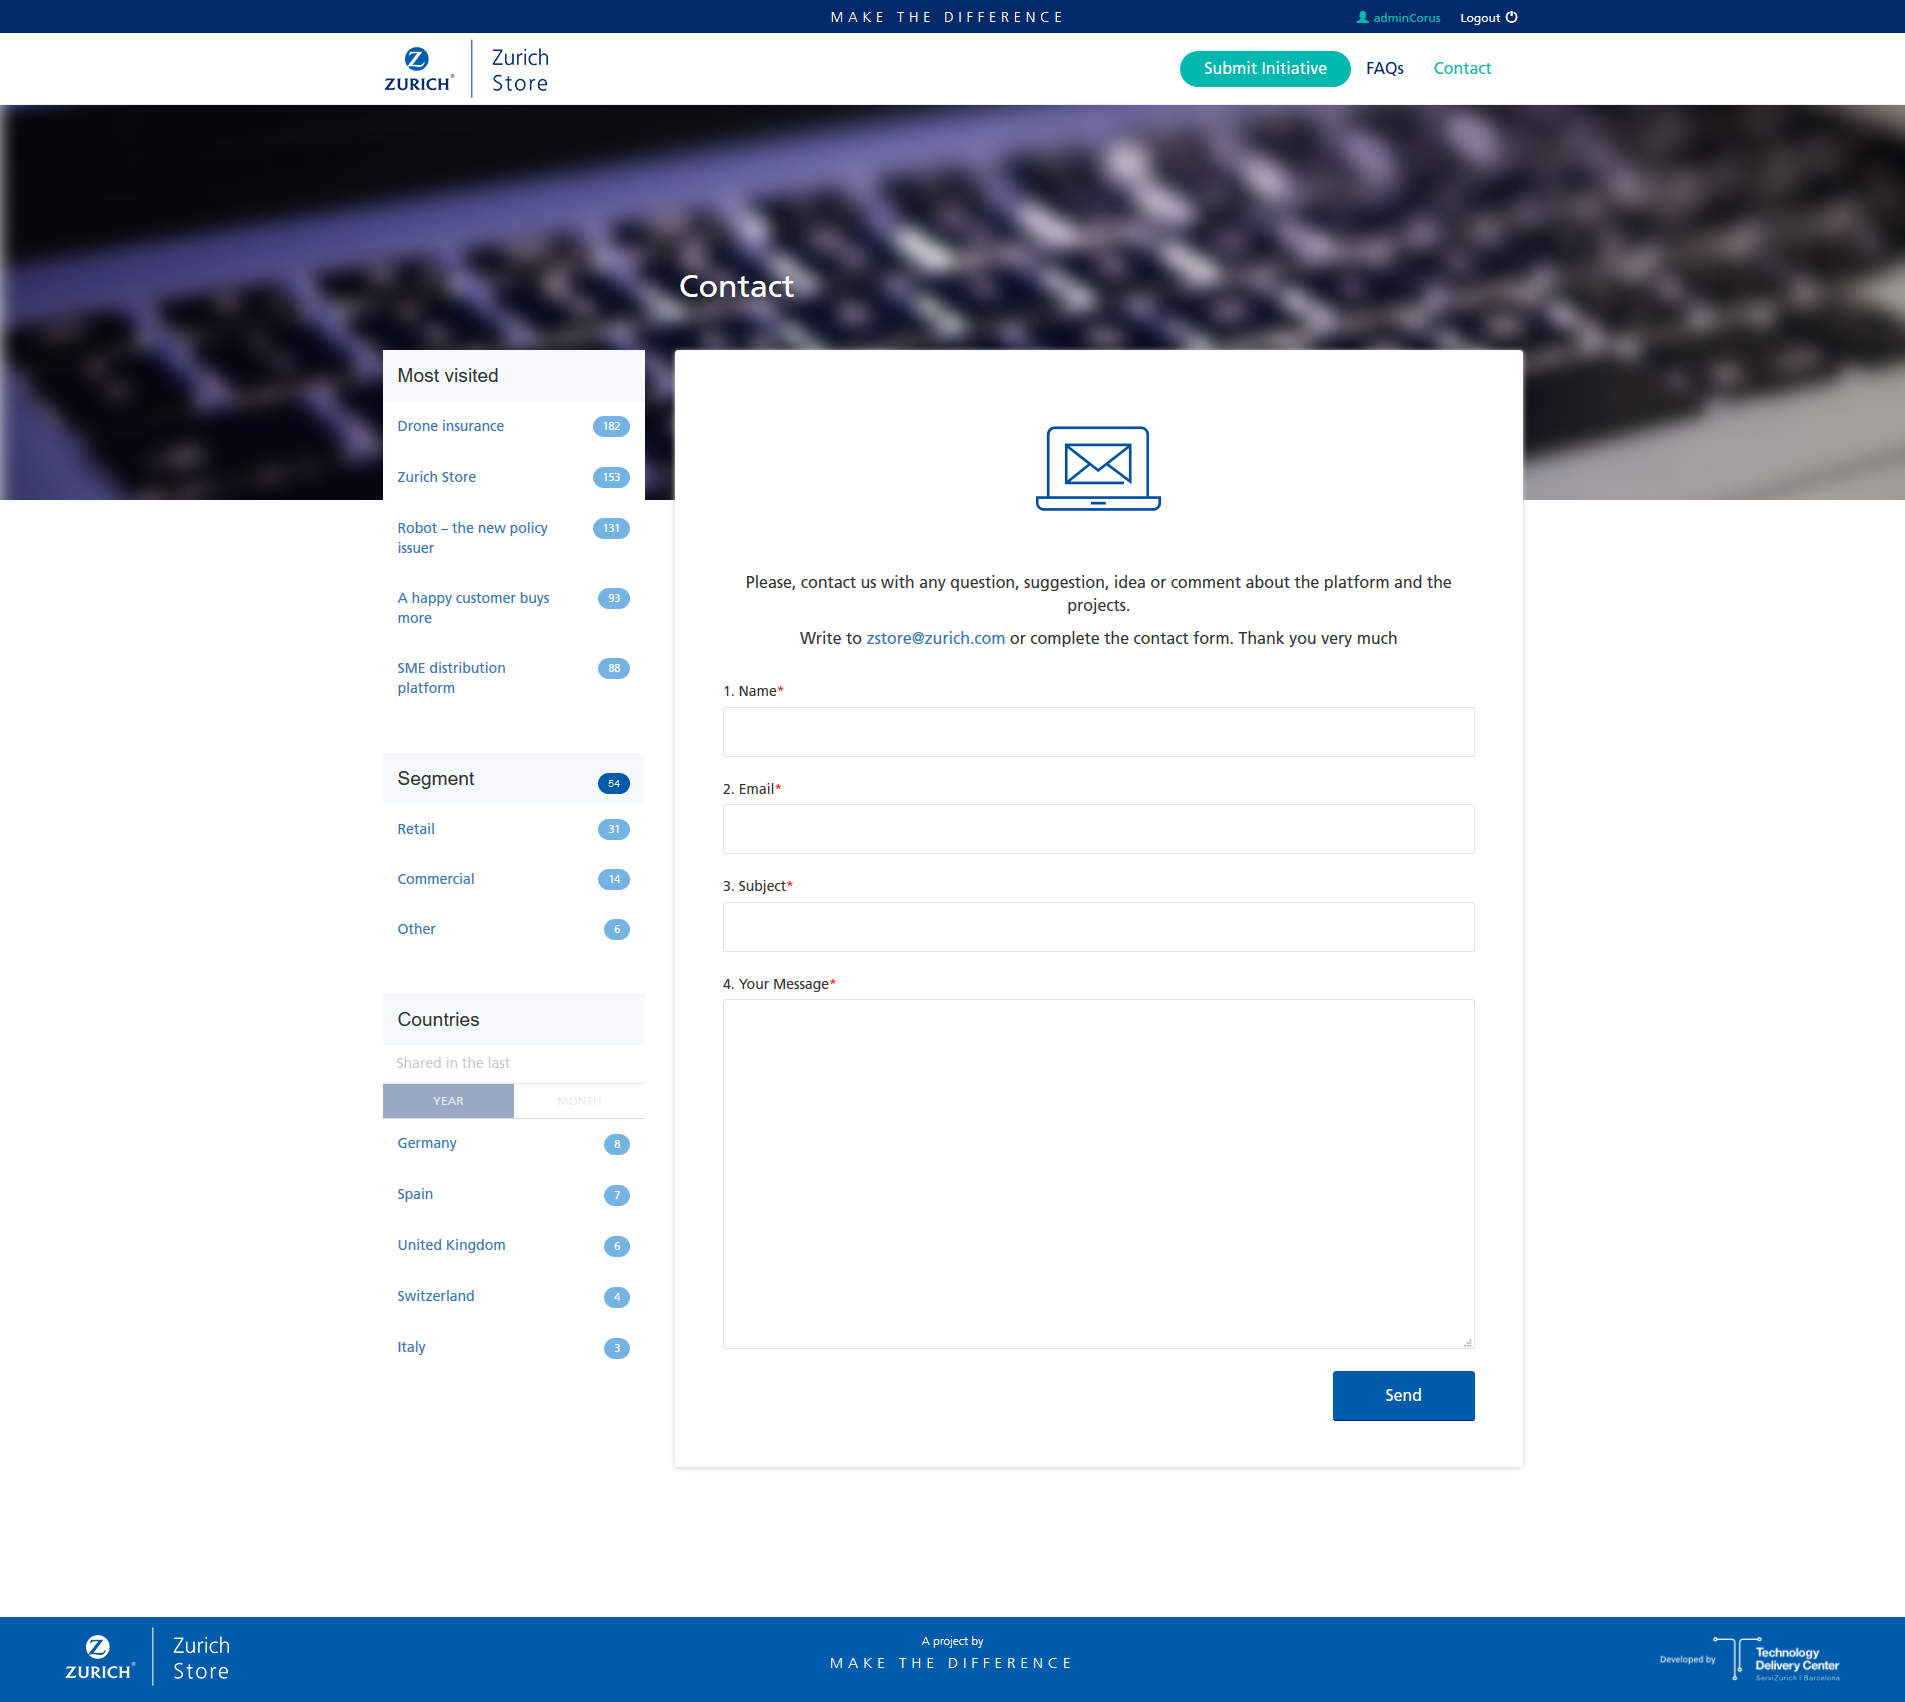 MAKE THE DIFFERENCE
adminCorus
Logout
ZURICH®
Zurich
Store
Submit Initiative
FAQs
Contact
Contact
Most visited
Drone insurance 182
Zurich Store 153
Robot – the new policy 131
issuer
A happy customer buys 93
more
SME distribution 88
platform
Segment 54
Retail 31
Commercial 14
Other 6
Countries
Shared in the last
YEAR MONTH
Germany 8
Spain 7
United Kingdom 6
Switzerland 4
Italy 3
Please, contact us with any question, suggestion, idea or comment about the platform and the
projects.
Write to zstore@zurich.com or complete the contact form. Thank you very much
1. Name*
2. Email*
3. Subject*
4. Your Message*
Send
ZURICH®
Zurich
Store
A project by
MAKE THE DIFFERENCE
Developed by
Technology
Delivery Center
ServiZurich | Barcelona